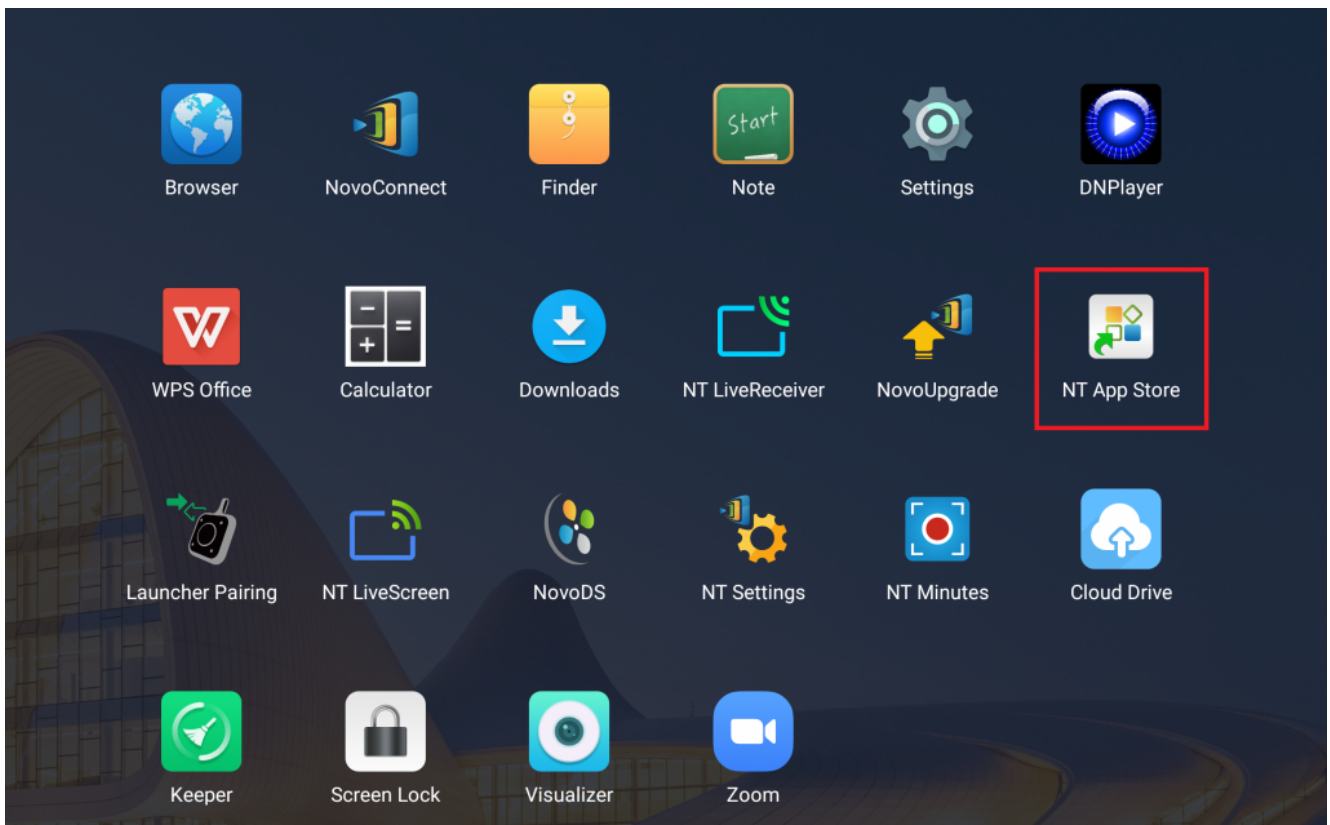 Start
Browser
NovoConnect
Finder
Note
Settings
DNPlayer
WPS Office
Calculator
Downloads
NT LiveReceiver
NovoUpgrade
NT App Store
Launcher Pairing
NT LiveScreen
NovoDS
NT Settings
NT Minutes
Cloud Drive
Keeper
Screen Lock
Visualizer
Zoom